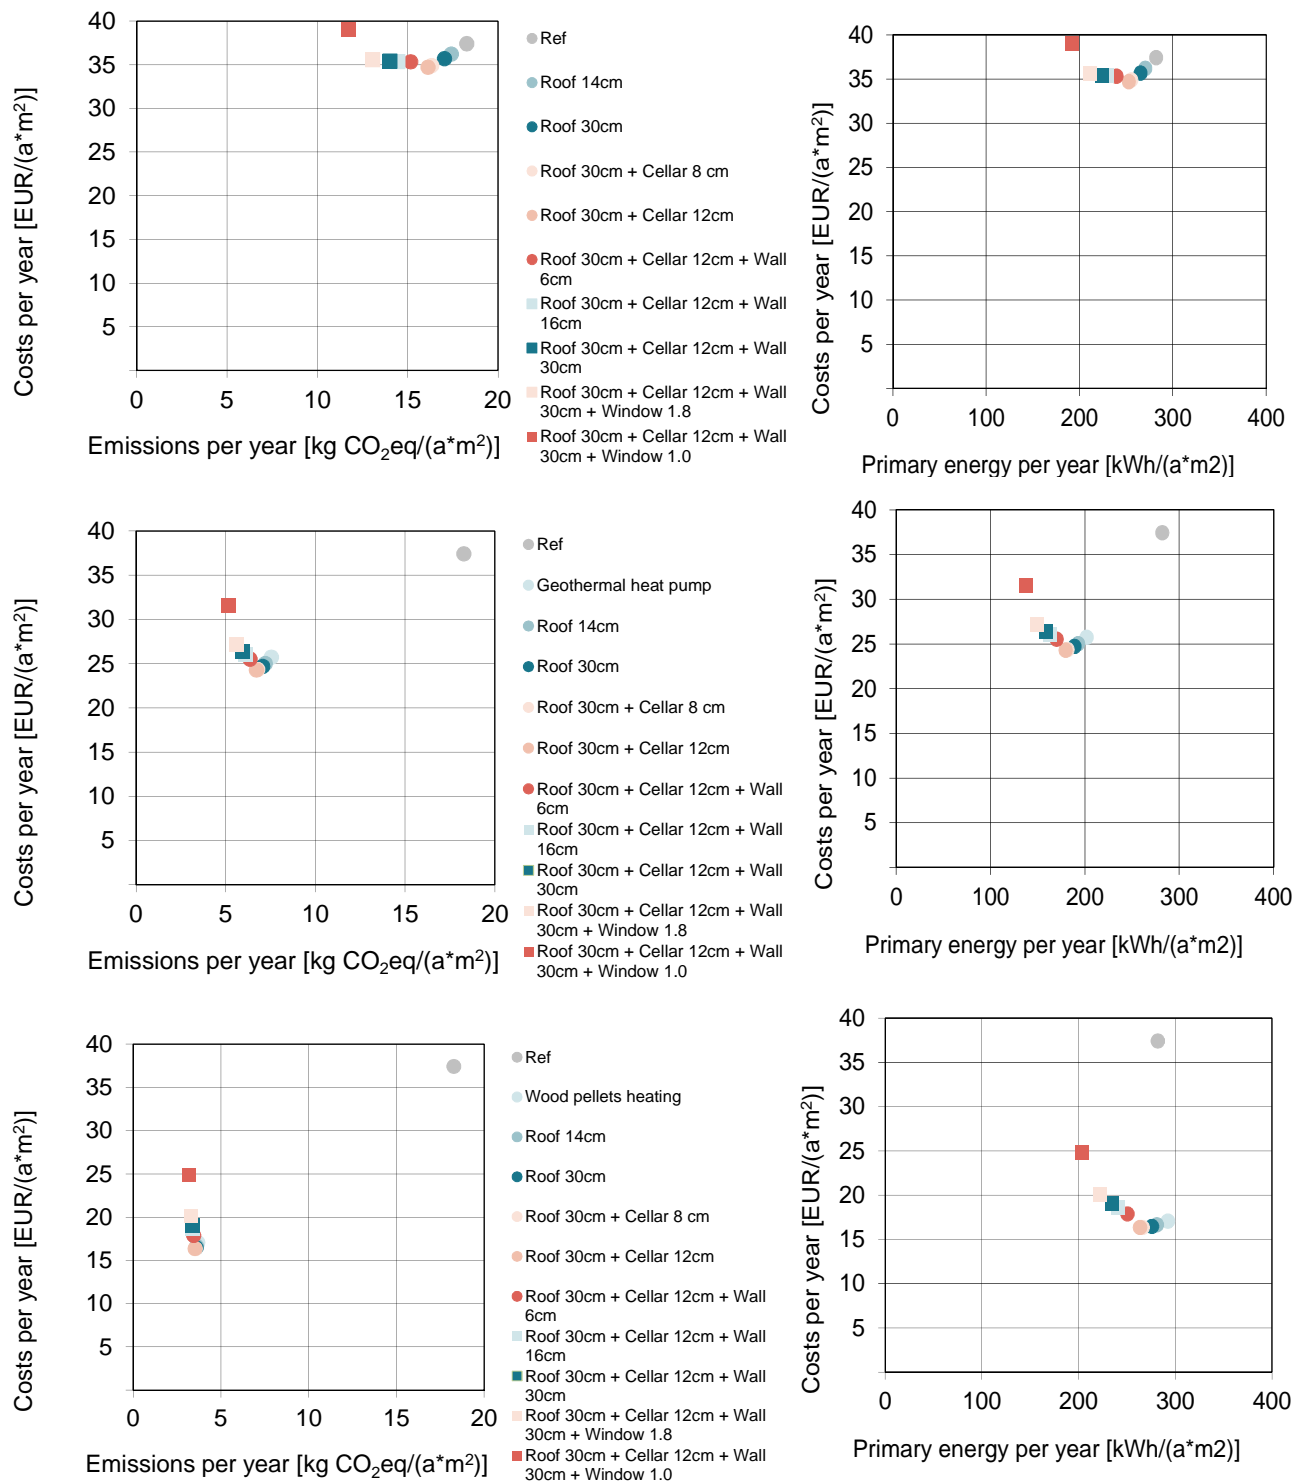 40
35
30
25
20
15
10
5
0
5
10
15
20
Costs per year [EUR/(a*m²)]
Emissions per year [kg CO₂eq/(a*m²)]
Ref
Roof 14cm
Roof 30cm
Roof 30cm + Cellar 8 cm
Roof 30cm + Cellar 12cm
Roof 30cm + Cellar 12cm + Wall
6cm
Roof 30cm + Cellar 12cm + Wall
16cm
Roof 30cm + Cellar 12cm + Wall
30cm
Roof 30cm + Cellar 12cm + Wall
30cm + Window 1.8
Roof 30cm + Cellar 12cm + Wall
30cm + Window 1.0
40
35
30
25
20
15
10
5
0
100
200
300
400
Costs per year [EUR/(a*m²)]
Primary energy per year [kWh/(a*m2)]
40
35
30
25
20
15
10
5
0
5
10
15
20
Costs per year [EUR/(a*m²)]
Emissions per year [kg CO₂eq/(a*m²)]
Ref
Geothermal heat pump
Roof 14cm
Roof 30cm
Roof 30cm + Cellar 8 cm
Roof 30cm + Cellar 12cm
Roof 30cm + Cellar 12cm + Wall
6cm
Roof 30cm + Cellar 12cm + Wall
16cm
Roof 30cm + Cellar 12cm + Wall
30cm
Roof 30cm + Cellar 12cm + Wall
30cm + Window 1.8
Roof 30cm + Cellar 12cm + Wall
30cm + Window 1.0
40
35
30
25
20
15
10
5
0
100
200
300
400
Costs per year [EUR/(a*m²)]
Primary energy per year [kWh/(a*m2)]
40
35
30
25
20
15
10
5
0
5
10
15
20
Costs per year [EUR/(a*m²)]
Emissions per year [kg CO₂eq/(a*m²)]
Ref
Wood pellets heating
Roof 14cm
Roof 30cm
Roof 30cm + Cellar 8 cm
Roof 30cm + Cellar 12cm
Roof 30cm + Cellar 12cm + Wall
6cm
Roof 30cm + Cellar 12cm + Wall
16cm
Roof 30cm + Cellar 12cm + Wall
30cm
Roof 30cm + Cellar 12cm + Wall
30cm + Window 1.8
Roof 30cm + Cellar 12cm + Wall
30cm + Window 1.0
40
35
30
25
20
15
10
5
0
100
200
300
400
Costs per year [EUR/(a*m²)]
Primary energy per year [kWh/(a*m2)]